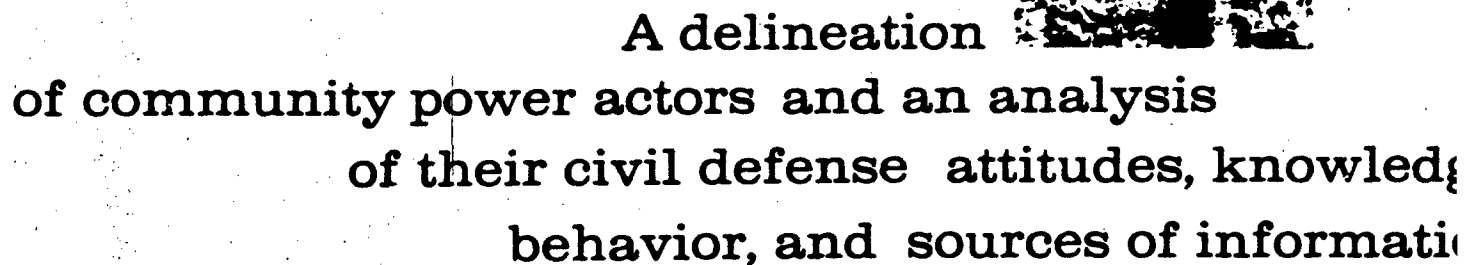 A delineation
of community power actors and an analysis
of their civil defense attitudes, knowledg
behavior, and sources of informati